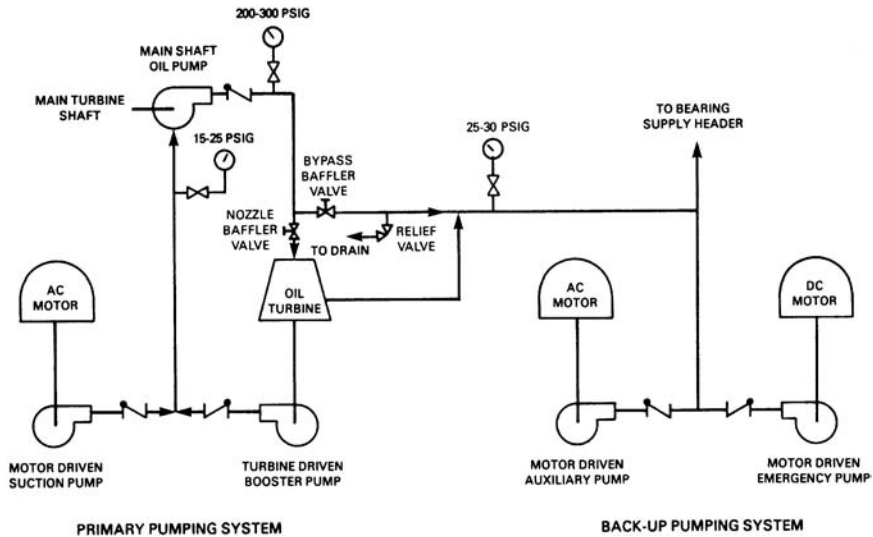 200-300 PSIG
MAIN SHAFT
OIL PUMP
MAIN TURBINE
SHAFT
15-25 PSIG
25-30 PSIG
TO BEARING
SUPPLY HEADER
BYPASS
BAFFLER
VALVE
NOZZLE
BAFFLER
VALVE
TO DRAIN
RELIEF
VALVE
AC
MOTOR
OIL
TURBINE
AC
MOTOR
DC
MOTOR
MOTOR DRIVEN
SUCTION PUMP
TURBINE DRIVEN
BOOSTER PUMP
MOTOR DRIVEN
AUXILIARY PUMP
MOTOR DRIVEN
EMERGENCY PUMP
PRIMARY PUMPING SYSTEM
BACK-UP PUMPING SYSTEM